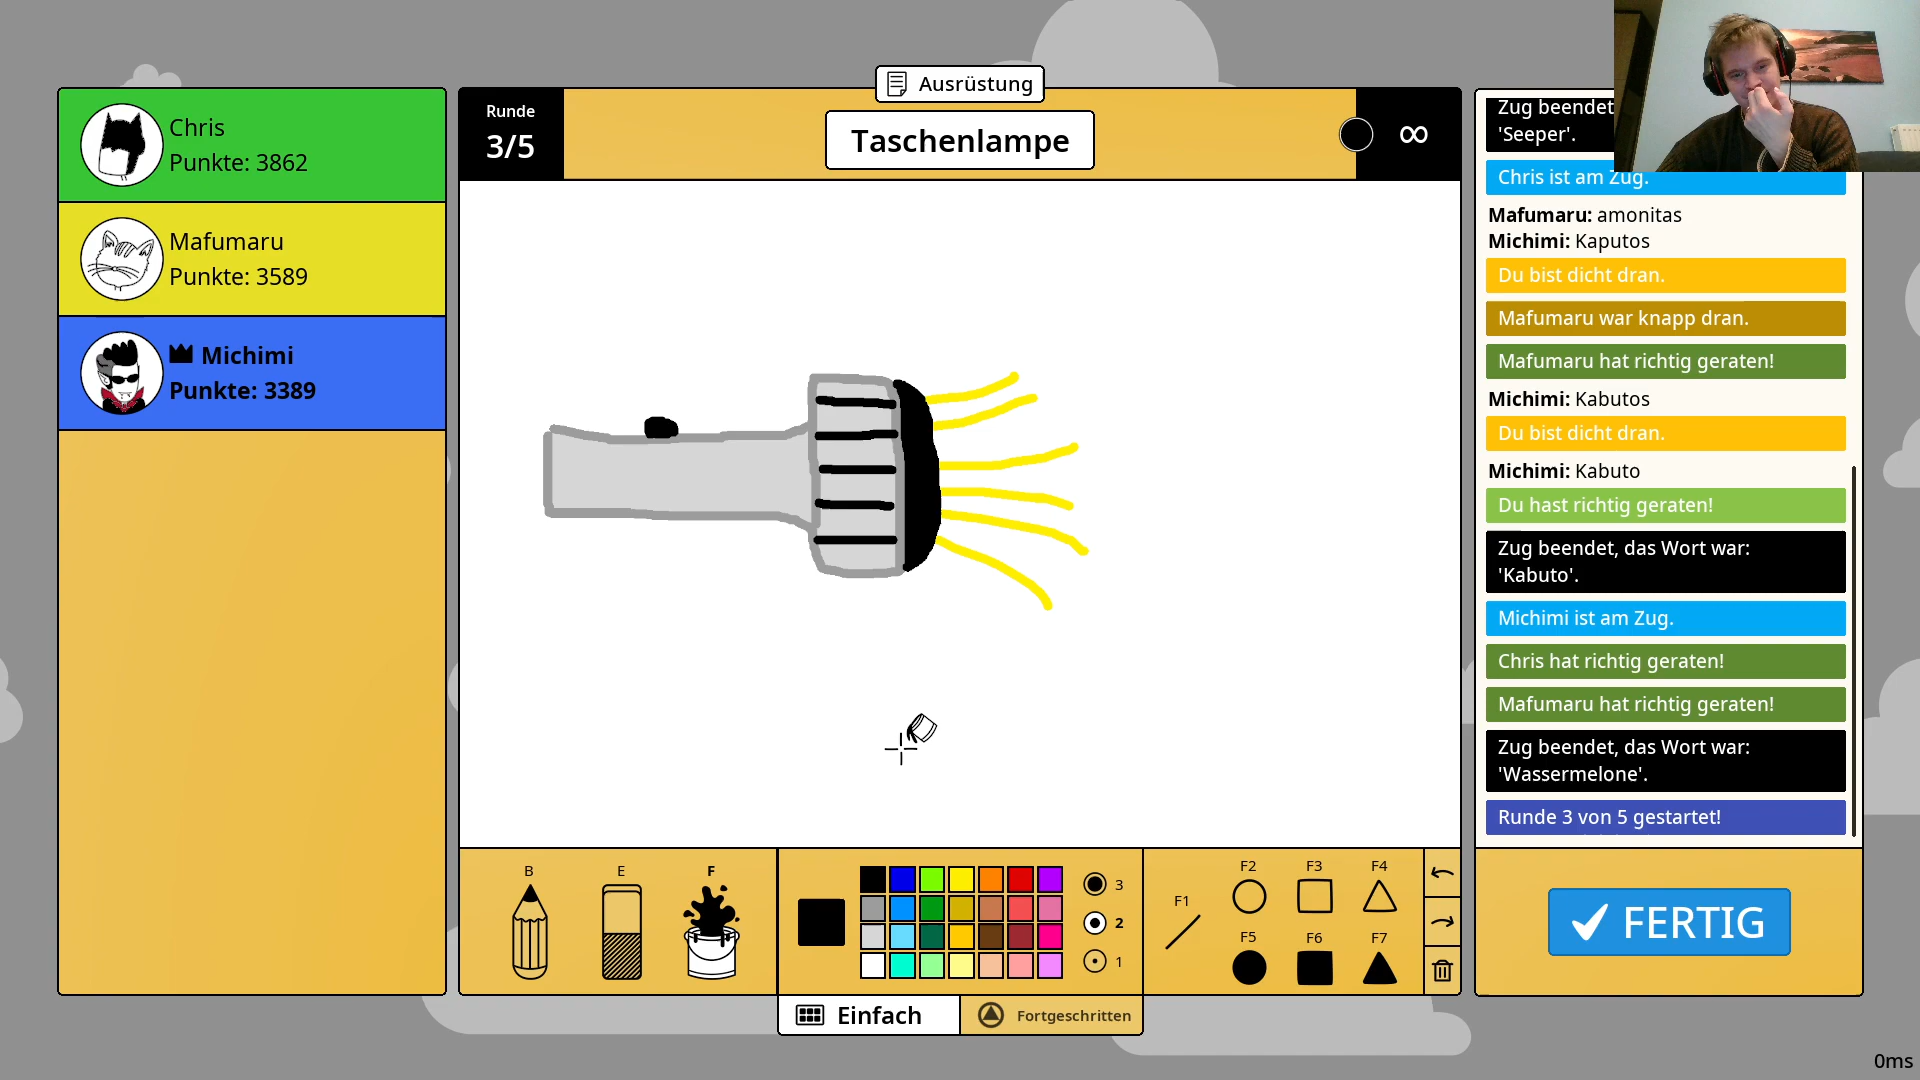 Ausrüstung
Runde
3/5
Taschenlampe
∞
Chris
Punkte: 3862
Mafumaru
Punkte: 3589
Michimi
Punkte: 3389
Zug beendet
'Seeper'.
Chris ist am Zug.
Mafumaru: amonitas
Michimi: Kaputos
Du bist dicht dran.
Mafumaru war knapp dran.
Mafumaru hat richtig geraten!
Michimi: Kabutos
Du bist dicht dran.
Michimi: Kabuto
Du hast richtig geraten!
Zug beendet, das Wort war:
'Kabuto'.
Michimi ist am Zug.
Chris hat richtig geraten!
Mafumaru hat richtig geraten!
Zug beendet, das Wort war:
'Wassermelone'.
Runde 3 von 5 gestartet!
B
E
F
3
2
1
F1
F2
F3
F4
F5
F6
F7
FERTIG
Einfach
Fortgeschritten
0ms